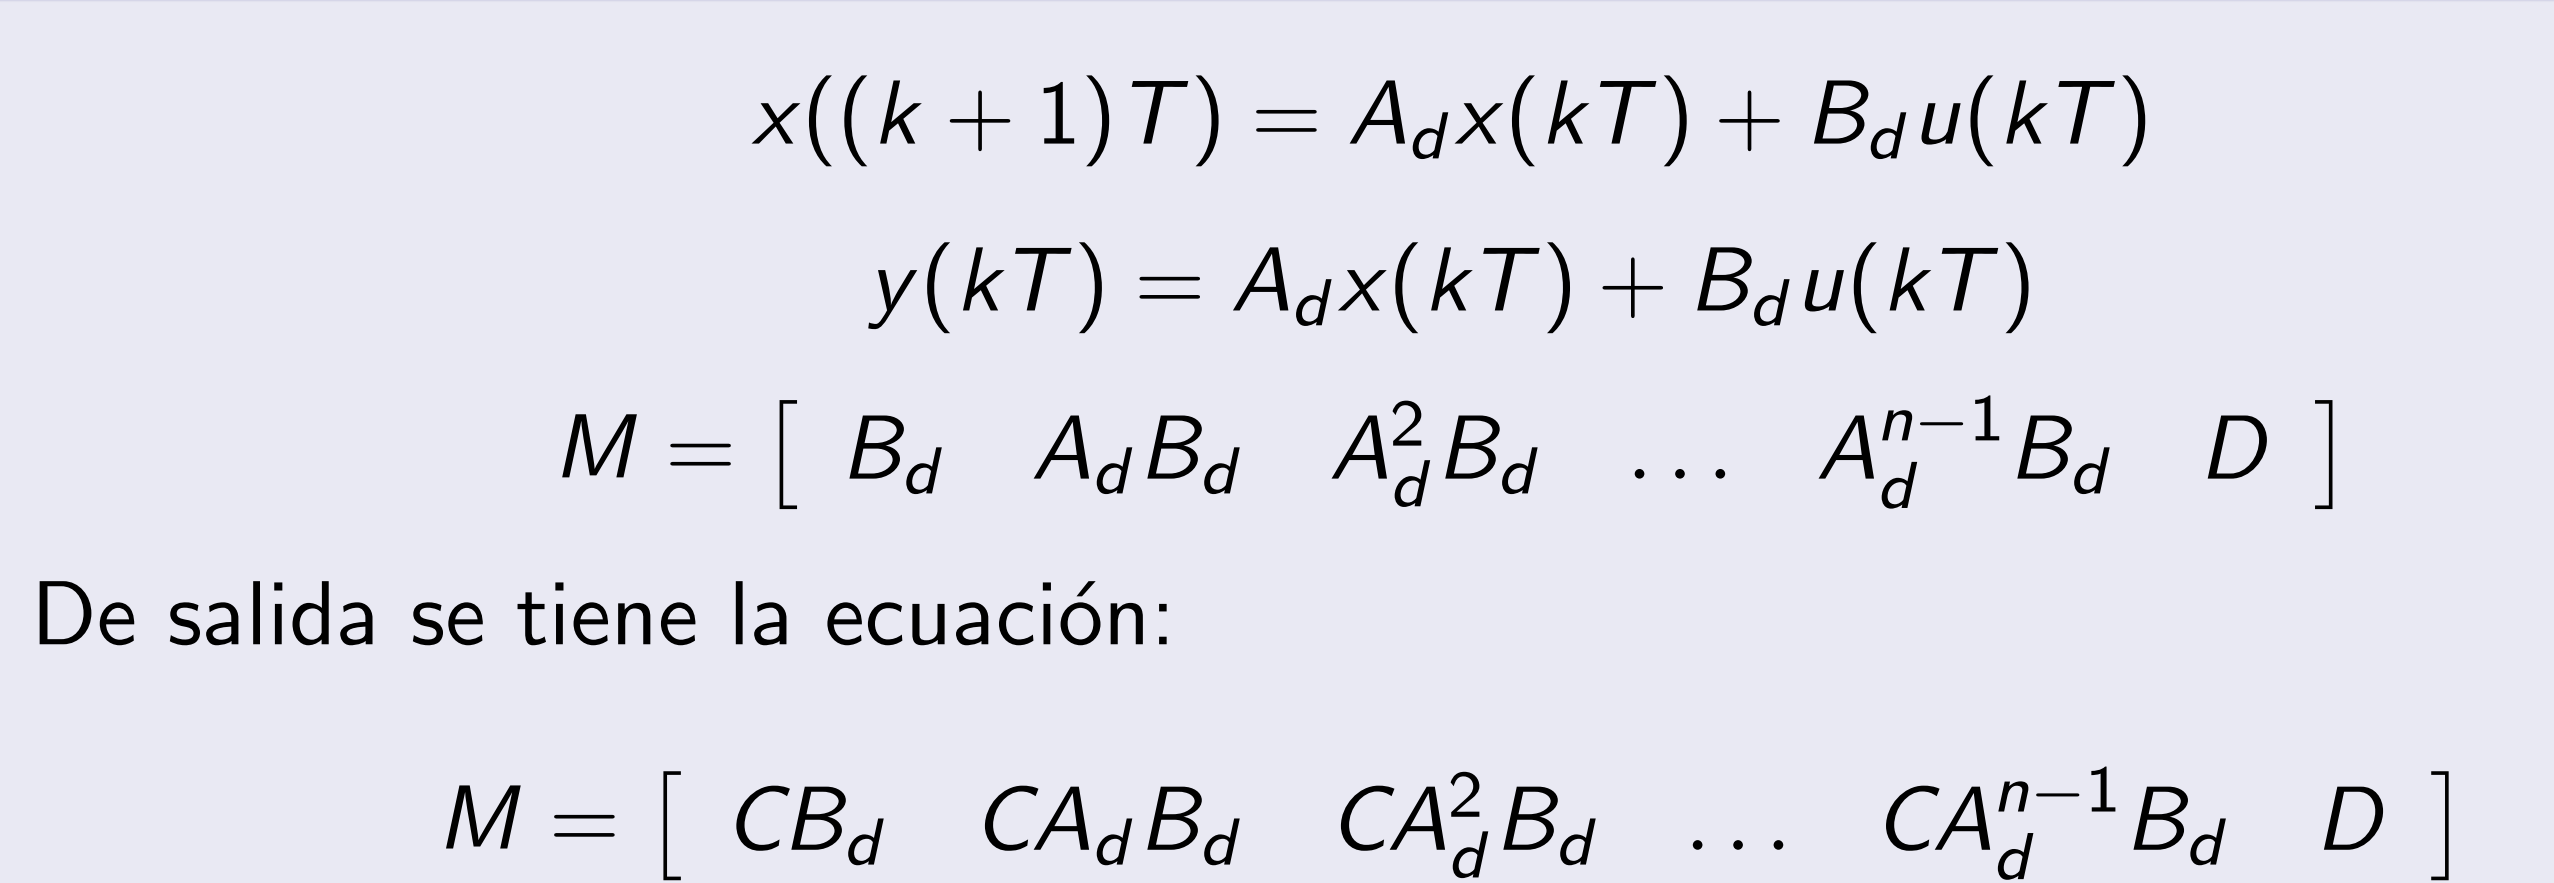 x((k + 1)T) = A_d x(kT) + B_d u(kT)
y(kT) = A_d x(kT) + B_d u(kT)
M = [ B_d A_d B_d A_d^2 B_d ... A_d^{n-1} B_d D ]
De salida se tiene la ecuación:
M = [ CB_d CA_d B_d CA_d^2 B_d ... CA_d^{n-1} B_d D ]